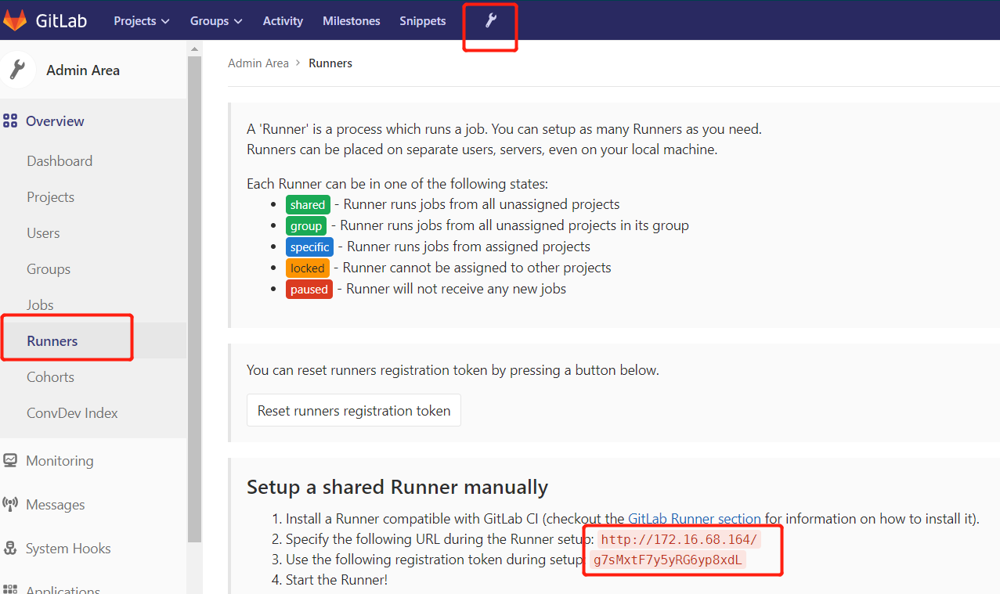 GitLab Projects Groups Activity Milestones Snippets
Admin Area
Overview
Dashboard
Projects
Users
Groups
Jobs
Runners
Cohorts
ConvDev Index
Monitoring
Messages
System Hooks
Applications
Admin Area > Runners
A 'Runner' is a process which runs a job. You can setup as many Runners as you need.
Runners can be placed on separate users, servers, even on your local machine.
Each Runner can be in one of the following states:
• shared - Runner runs jobs from all unassigned projects
• group - Runner runs jobs from all unassigned projects in its group
• specific - Runner runs jobs from assigned projects
• locked - Runner cannot be assigned to other projects
• paused - Runner will not receive any new jobs
You can reset runners registration token by pressing a button below.
Reset runners registration token
Setup a shared Runner manually
1. Install a Runner compatible with GitLab CI (checkout the GitLab Runner section for information on how to install it).
2. Specify the following URL during the Runner setup: http://172.16.68.164/
3. Use the following registration token during setup: g7sMxtF7y5yRG6yp8xdL
4. Start the Runner!